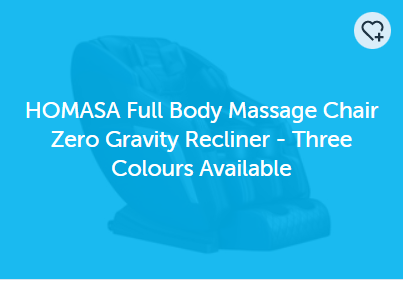 HOMASA Full Body Massage Chair
Zero Gravity Recliner - Three
Colours Available